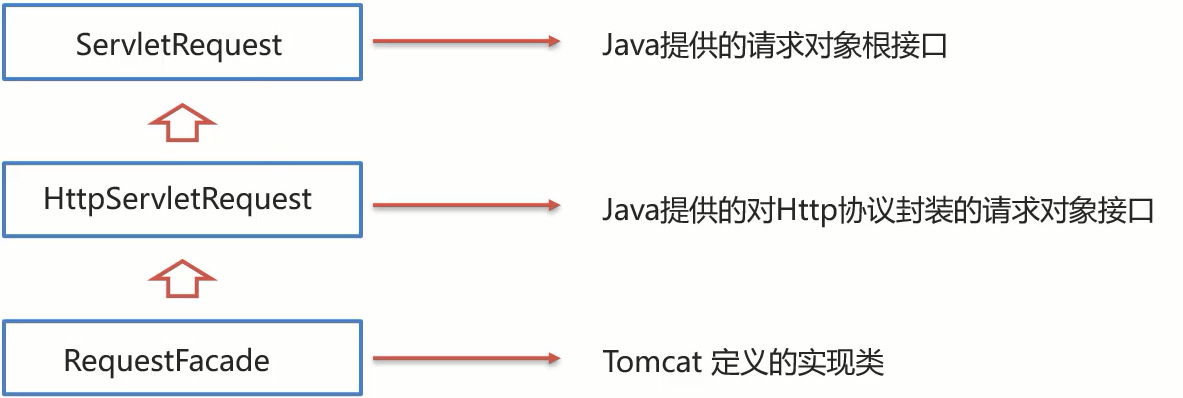 ServletRequest
Java提供的请求对象根接口
HttpServletRequest
Java提供的对Http协议封装的请求对象接口
RequestFacade
Tomcat 定义的实现类